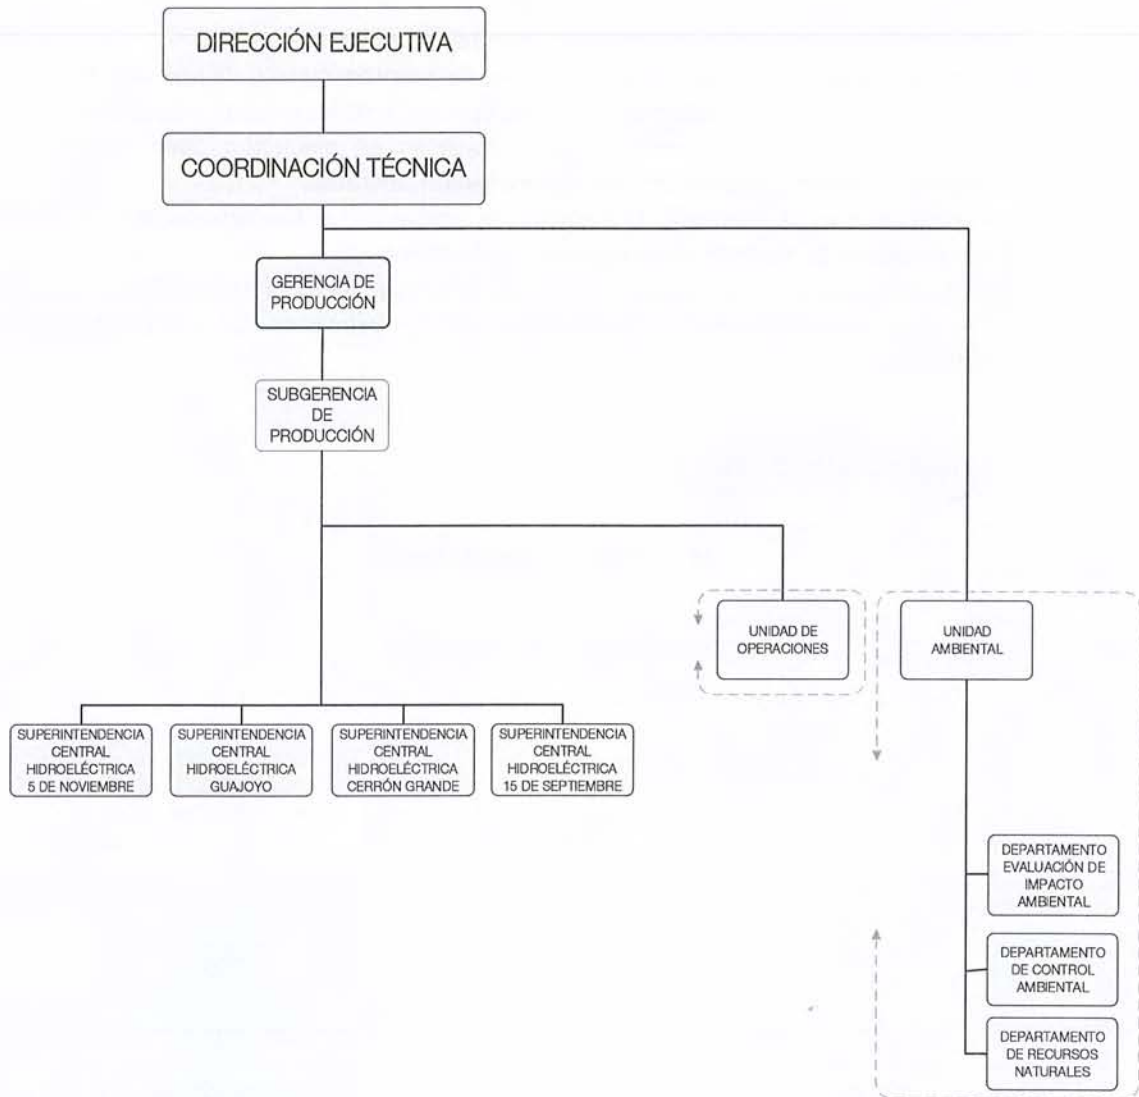 DIRECCIÓN EJECUTIVA
COORDINACIÓN TÉCNICA
GERENCIA DE
PRODUCCIÓN
SUBGERENCIA
DE
PRODUCCIÓN
UNIDAD DE
OPERACIONES
UNIDAD
AMBIENTAL
SUPERINTENDENCIA
CENTRAL
HIDROELÉCTRICA
5 DE NOVIEMBRE
SUPERINTENDENCIA
CENTRAL
HIDROELÉCTRICA
GUAJOYO
SUPERINTENDENCIA
CENTRAL
HIDROELÉCTRICA
CERRÓN GRANDE
SUPERINTENDENCIA
CENTRAL
HIDROELÉCTRICA
15 DE SEPTIEMBRE
DEPARTAMENTO
EVALUACIÓN DE
IMPACTO
AMBIENTAL
DEPARTAMENTO
DE CONTROL
AMBIENTAL
DEPARTAMENTO
DE RECURSOS
NATURALES